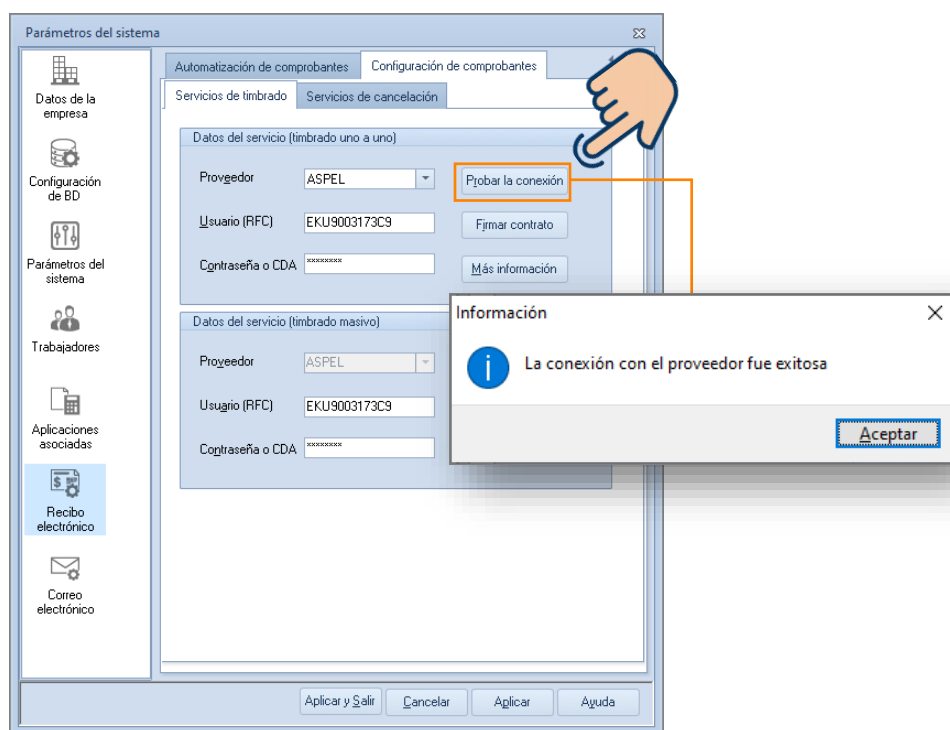 Parámetros del sistema
Datos de la
empresa
Configuración
de BD
Parámetros del
sistema
Trabajadores
Aplicaciones
asociadas
Recibo
electrónico
Correo
electrónico
Automatización de comprobantes
Configuración de comprobantes
Servicios de timbrado
Servicios de cancelación
Datos del servicio (timbrado uno a uno)
Proveedor ASPEL Probar la conexión
Usuario (RFC) EKU9003173C9 Firmar contrato
Contraseña o CDA ******** Más información
Datos del servicio (timbrado masivo)
Proveedor ASPEL
Usuario (RFC) EKU9003173C9
Contraseña o CDA ********
Información
La conexión con el proveedor fue exitosa
Aceptar
Aplicar y Salir Cancelar Aplicar Ayuda